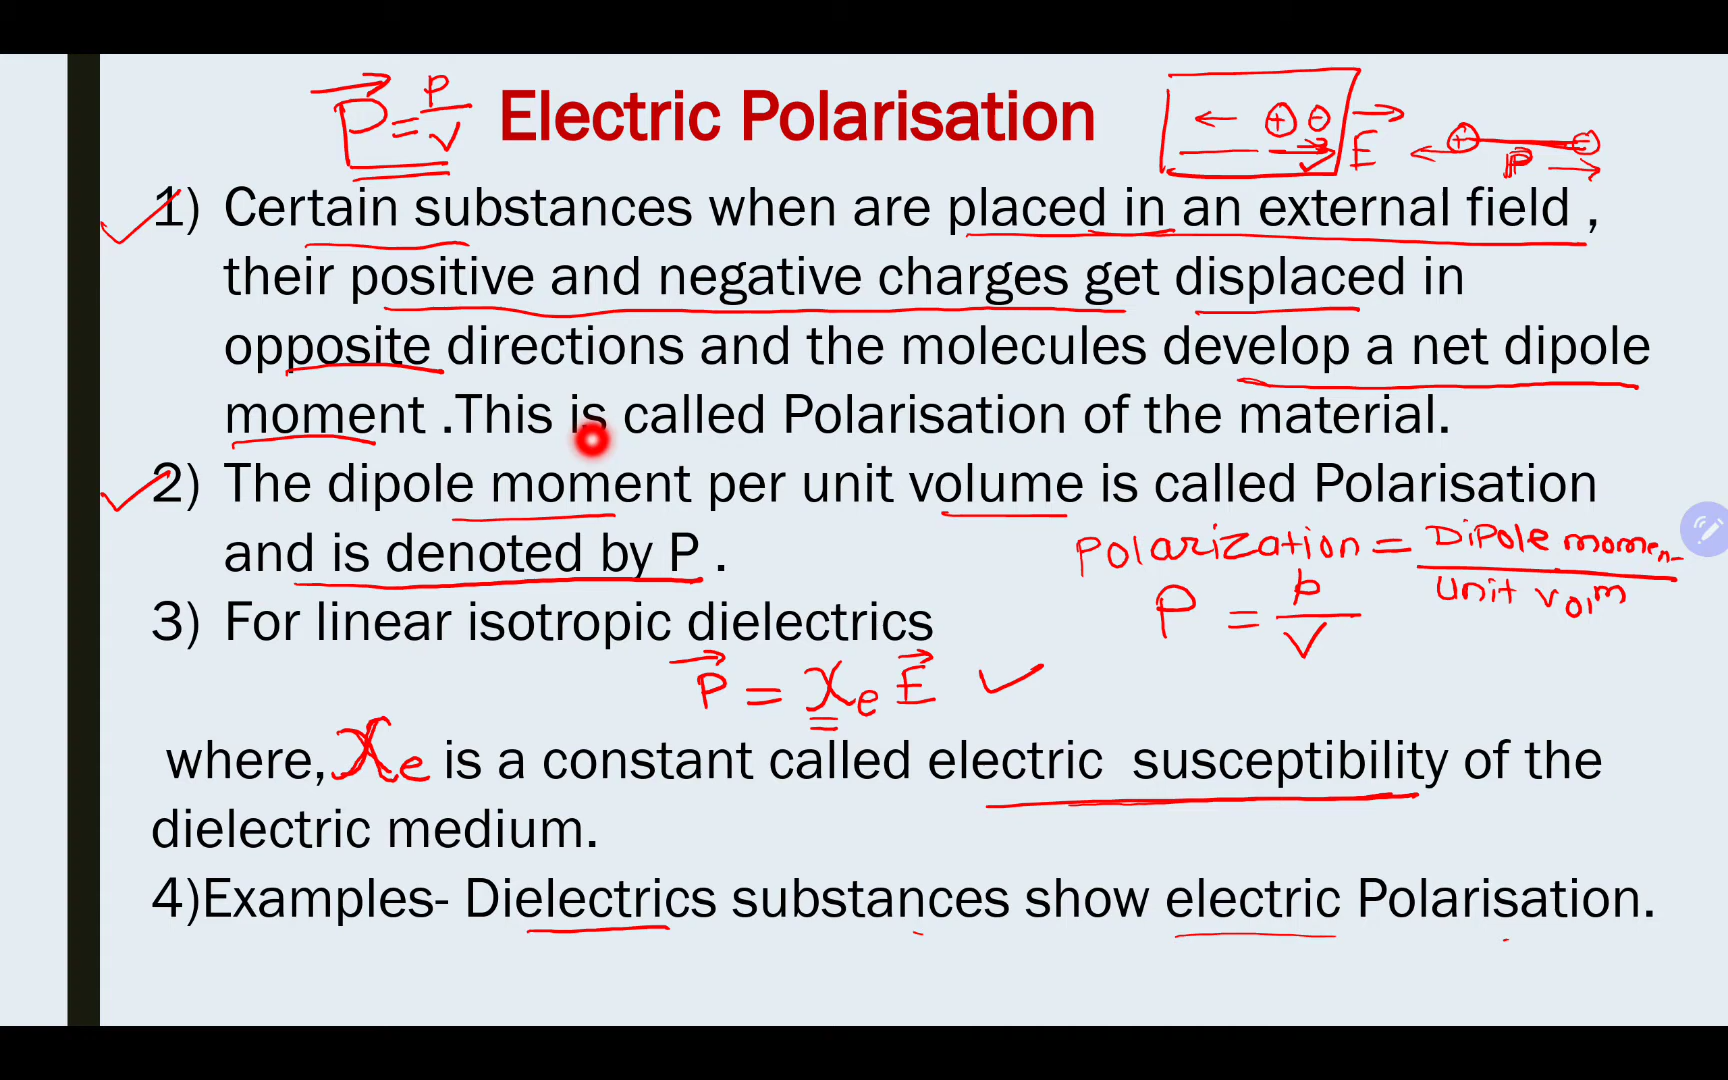 P = p/V
Electric Polarisation
+ -
E
+ -
P
1) Certain substances when are placed in an external field ,
their positive and negative charges get displaced in
opposite directions and the molecules develop a net dipole
moment .This is called Polarisation of the material.
2) The dipole moment per unit volume is called Polarisation
and is denoted by P .
Polarization = Dipole momen / Unit volm
P = p/V
3) For linear isotropic dielectrics
P = χe E
where, χe is a constant called electric susceptibility of the
dielectric medium.
4)Examples- Dielectrics substances show electric Polarisation.